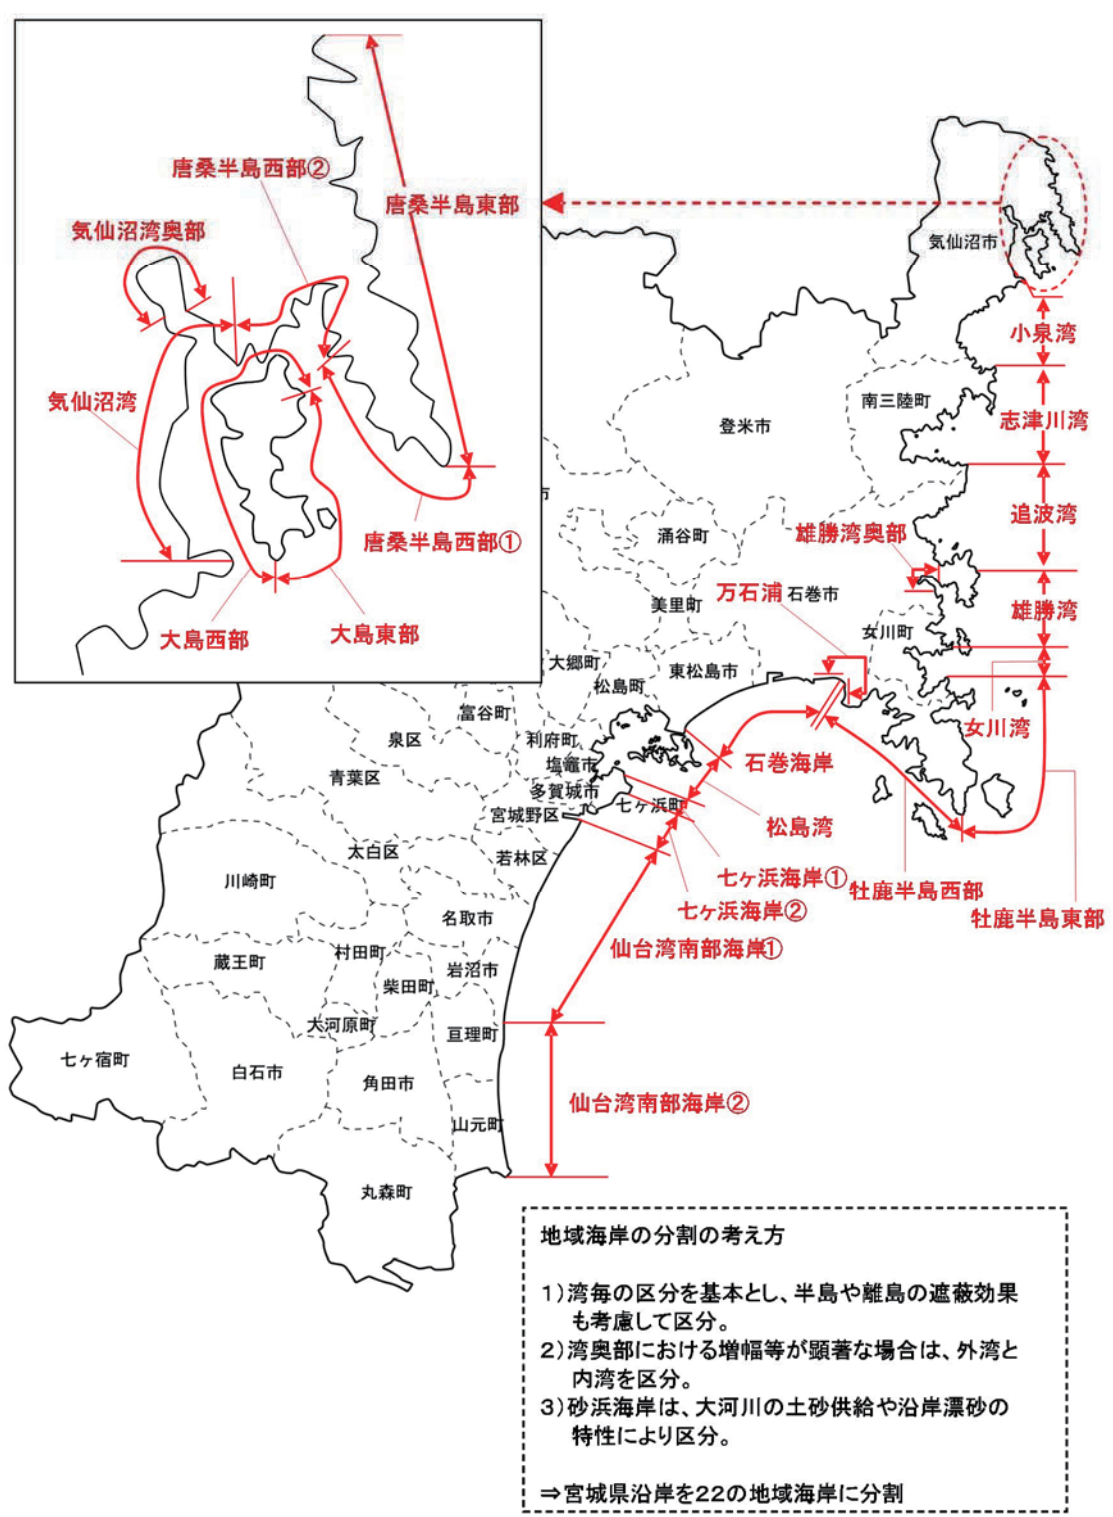 唐桑半島西部②
唐桑半島東部
気仙沼湾奥部
気仙沼湾
唐桑半島西部①
大島西部
大島東部
気仙沼市
小泉湾
南三陸町
志津川湾
登米市
追波湾
雄勝湾奥部
涌谷町
万石浦
石巻市
美里町
雄勝湾
女川町
大郷町
東松島市
松島町
女川湾
富谷町
利府町
泉区
塩竈市
石巻海岸
青葉区
多賀城市
七ヶ浜町
宮城野区
松島湾
太白区
若林区
川崎町
七ヶ浜海岸①
牡鹿半島西部
七ヶ浜海岸②
牡鹿半島東部
名取市
仙台湾南部海岸①
村田町
蔵王町
岩沼市
柴田町
大河原町
亘理町
七ヶ宿町
白石市
角田市
仙台湾南部海岸②
山元町
丸森町
地域海岸の分割の考え方
1)湾毎の区分を基本とし、半島や離島の遮蔽効果
も考慮して区分。
2)湾奥部における増幅等が顕著な場合は、外湾と
内湾を区分。
3)砂浜海岸は、大河川の土砂供給や沿岸漂砂の
特性により区分。
⇒宮城県沿岸を22の地域海岸に分割